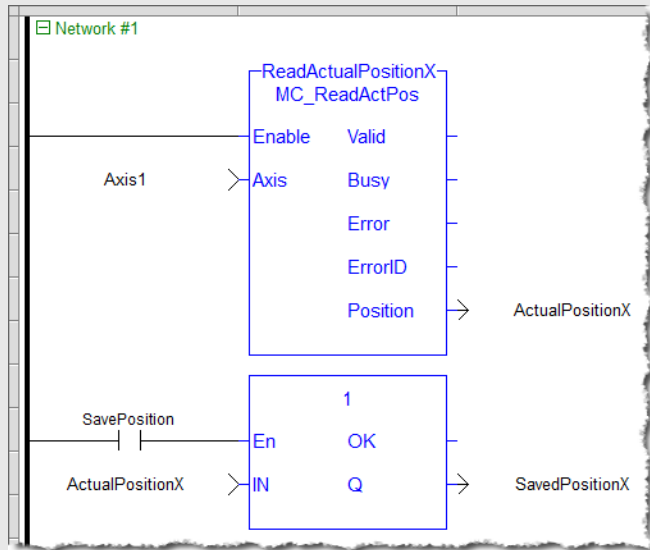 Network #1
ReadActualPositionX
MC_ReadActPos
Enable Valid
Axis1 Axis Busy
Error
ErrorID
Position ActualPositionX
1
SavePosition
En OK
ActualPositionX IN Q SavedPositionX